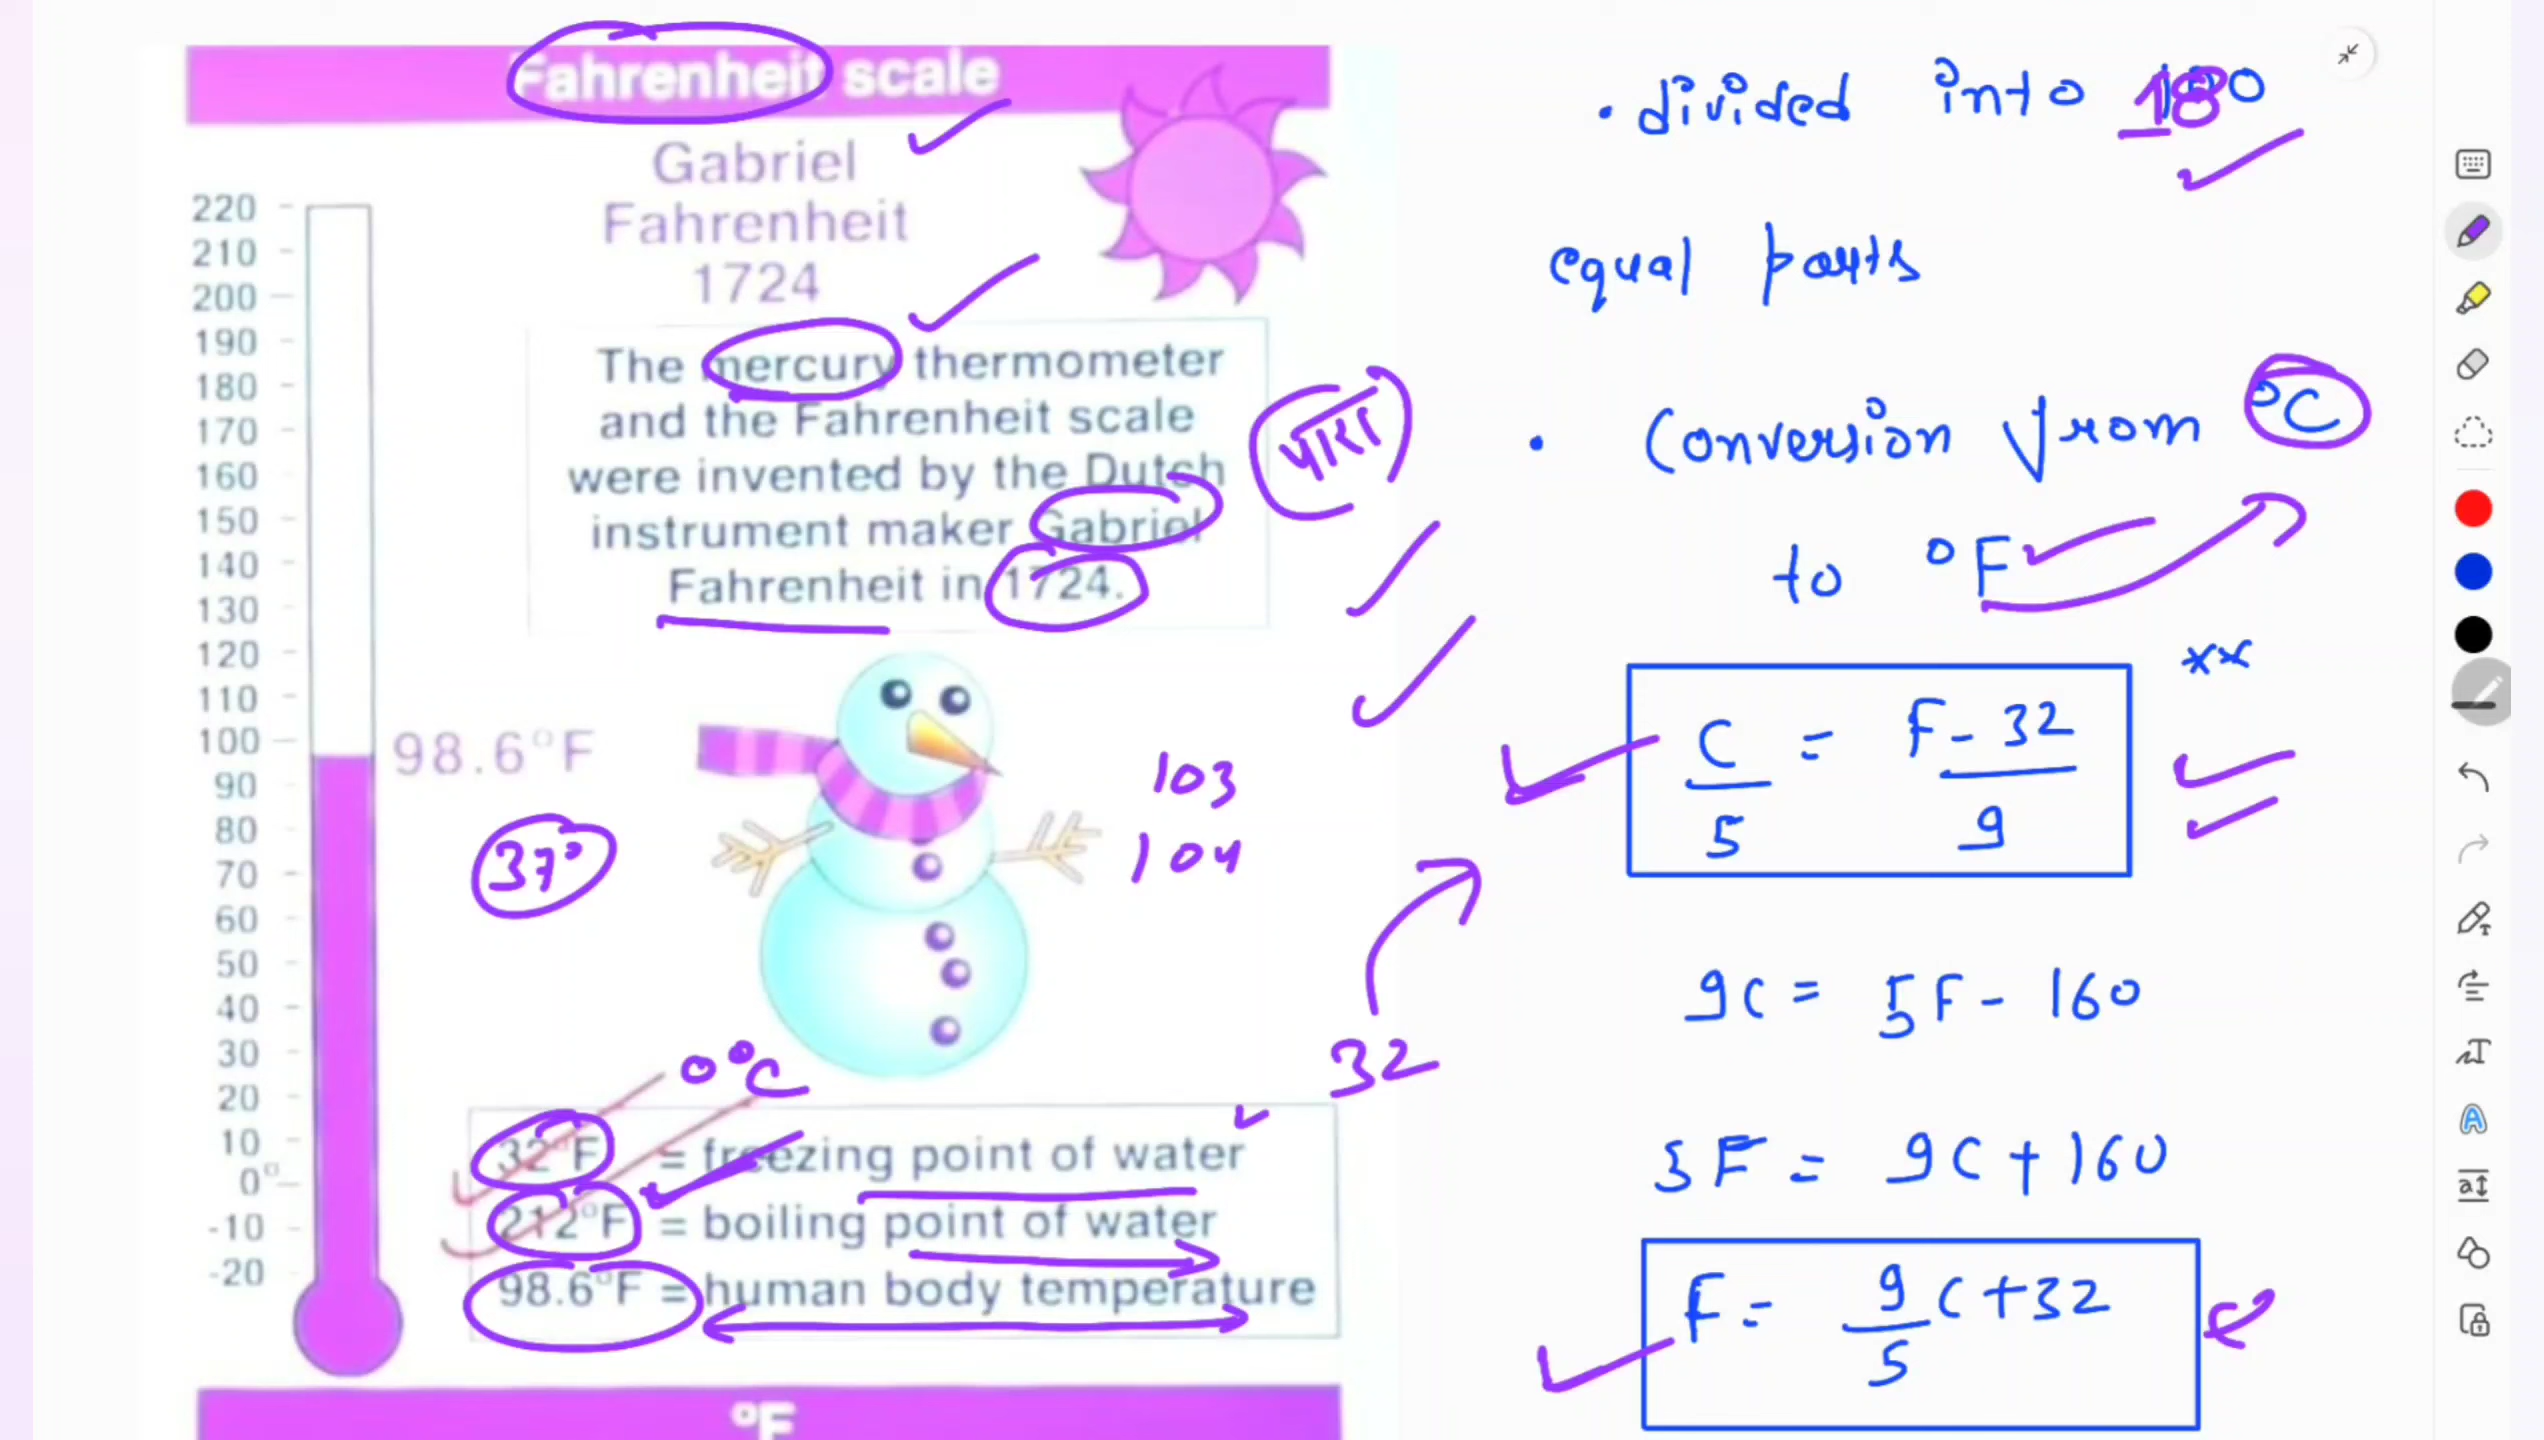 Fahrenheit scale
Gabriel
Fahrenheit
1724
The mercury thermometer
and the Fahrenheit scale
were invented by the Dutch
instrument maker Gabriel
Fahrenheit in 1724.
पारा
220
210
200
190
180
170
160
150
140
130
120
110
100
90
80
70
60
50
40
30
20
10
0°
-10
-20
98.6°F
37°
103
104
32
0°C
32°F = freezing point of water
212°F = boiling point of water
98.6°F = human body temperature
°F
• divided into 180
equal parts
• Conversion from °C
to °F
C/5 = F-32/9
**
9C = 5F - 160
5F = 9C + 160
F = 9/5 C + 32